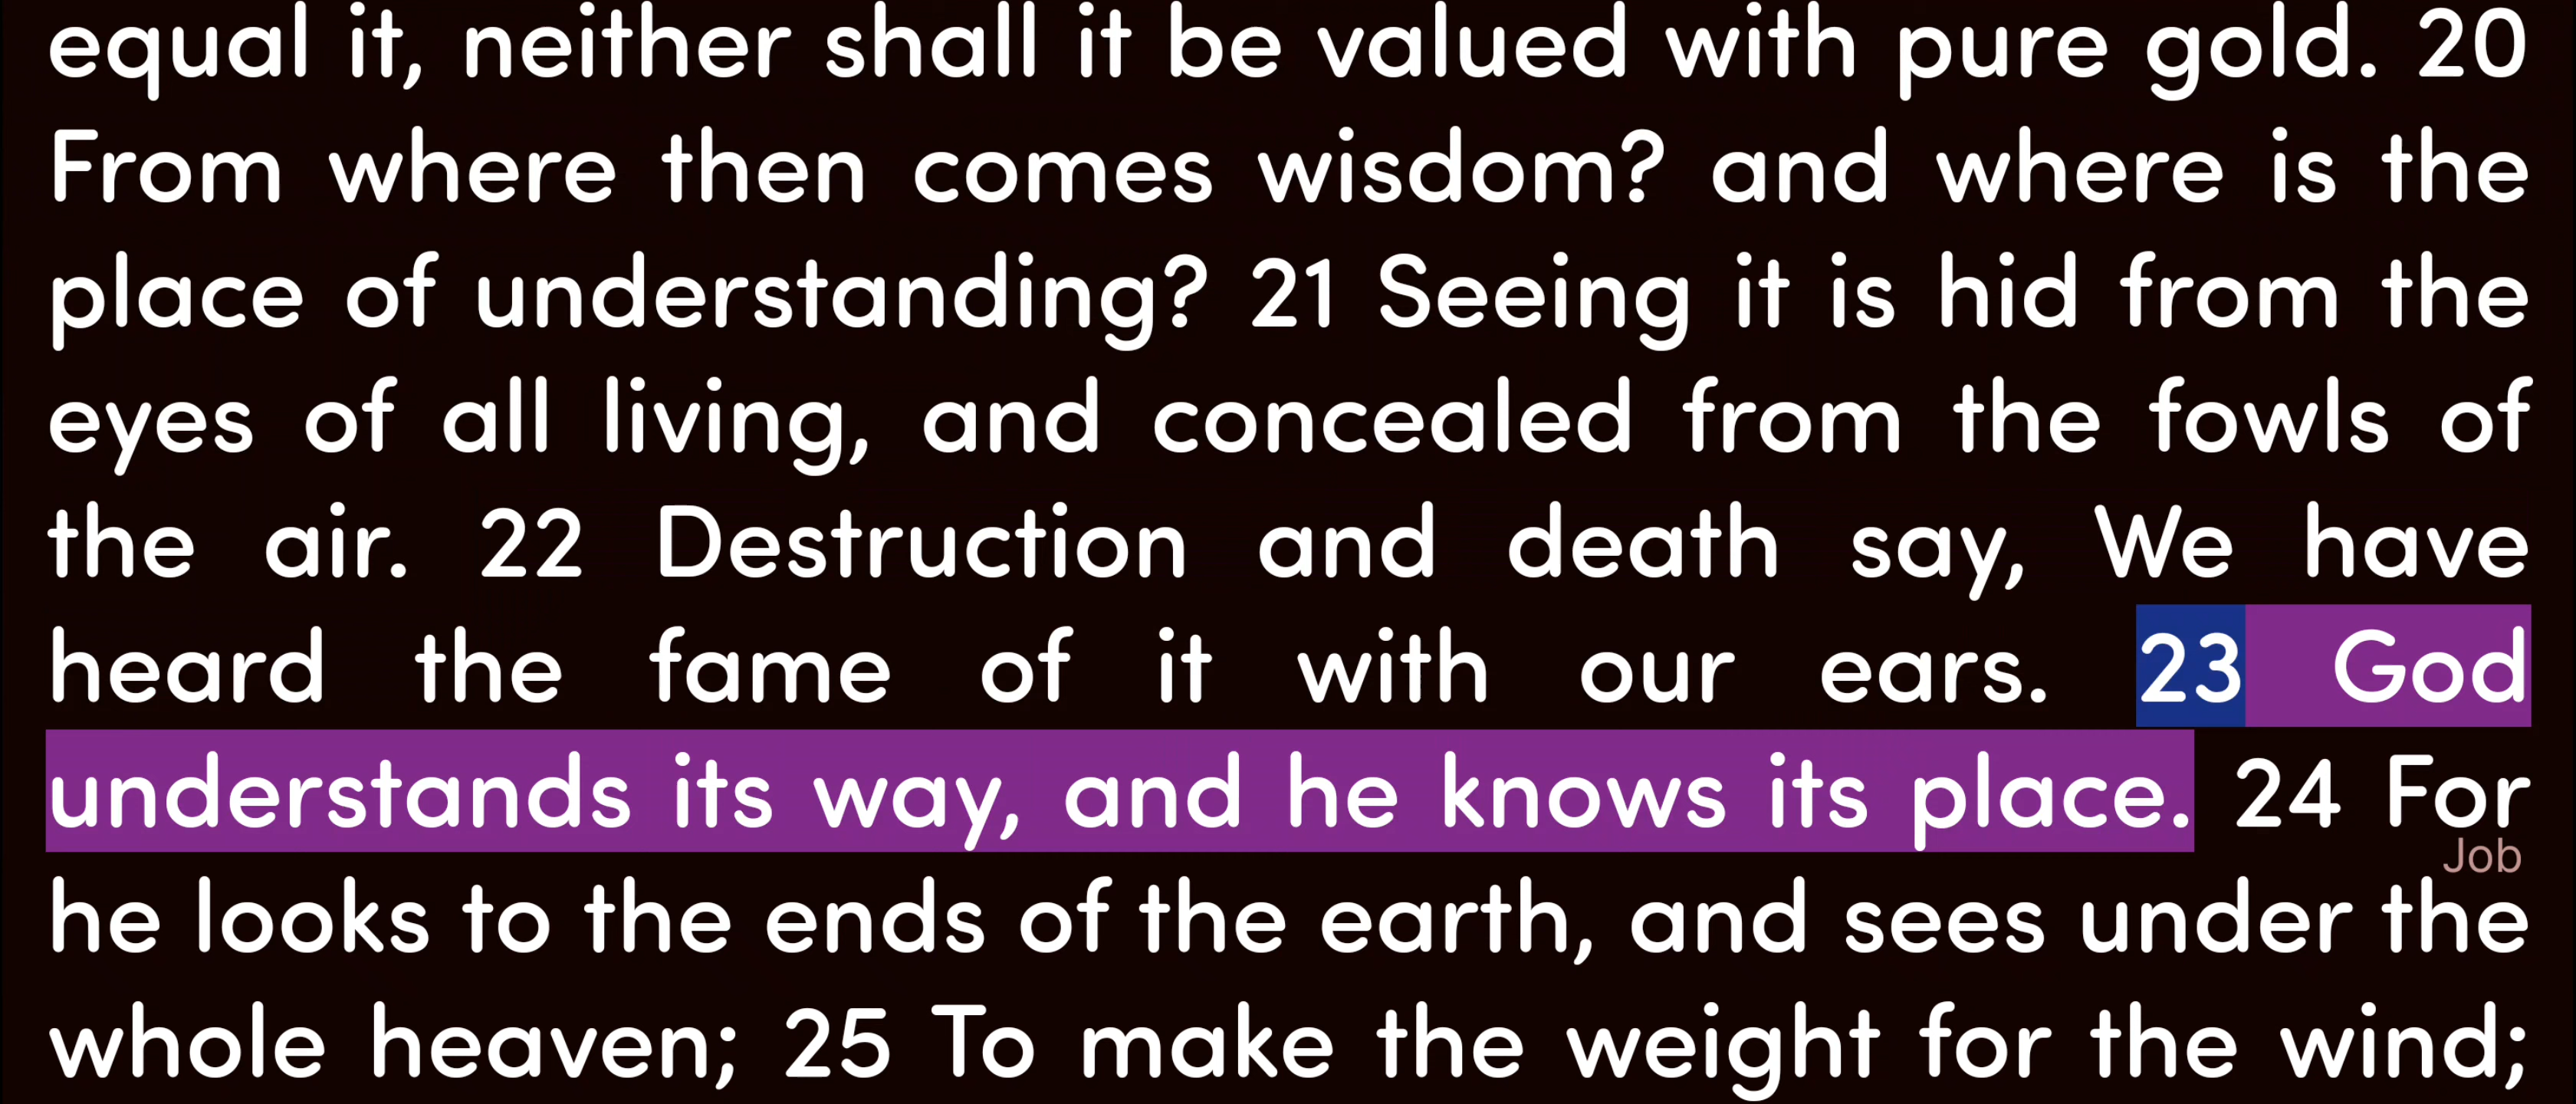 equal it, neither shall it be valued with pure gold. 20
From where then comes wisdom? and where is the
place of understanding? 21 Seeing it is hid from the
eyes of all living, and concealed from the fowls of
the air. 22 Destruction and death say, We have
heard the fame of it with our ears. 23 God
understands its way, and he knows its place. 24 For
Job
he looks to the ends of the earth, and sees under the
whole heaven; 25 To make the weight for the wind;